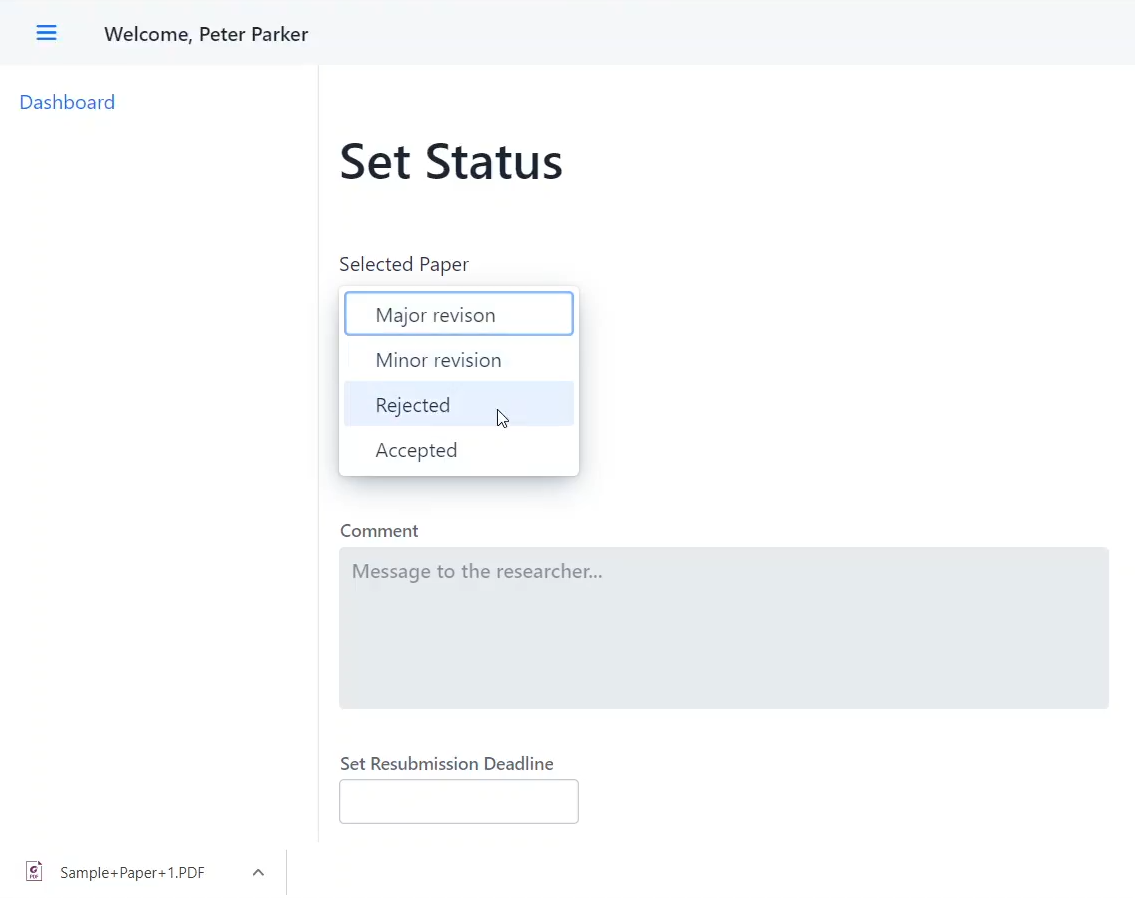 Welcome, Peter Parker
Dashboard
Set Status
Selected Paper
Major revison
Minor revision
Rejected
Accepted
Comment
Message to the researcher...
Set Resubmission Deadline
Sample+Paper+1.PDF